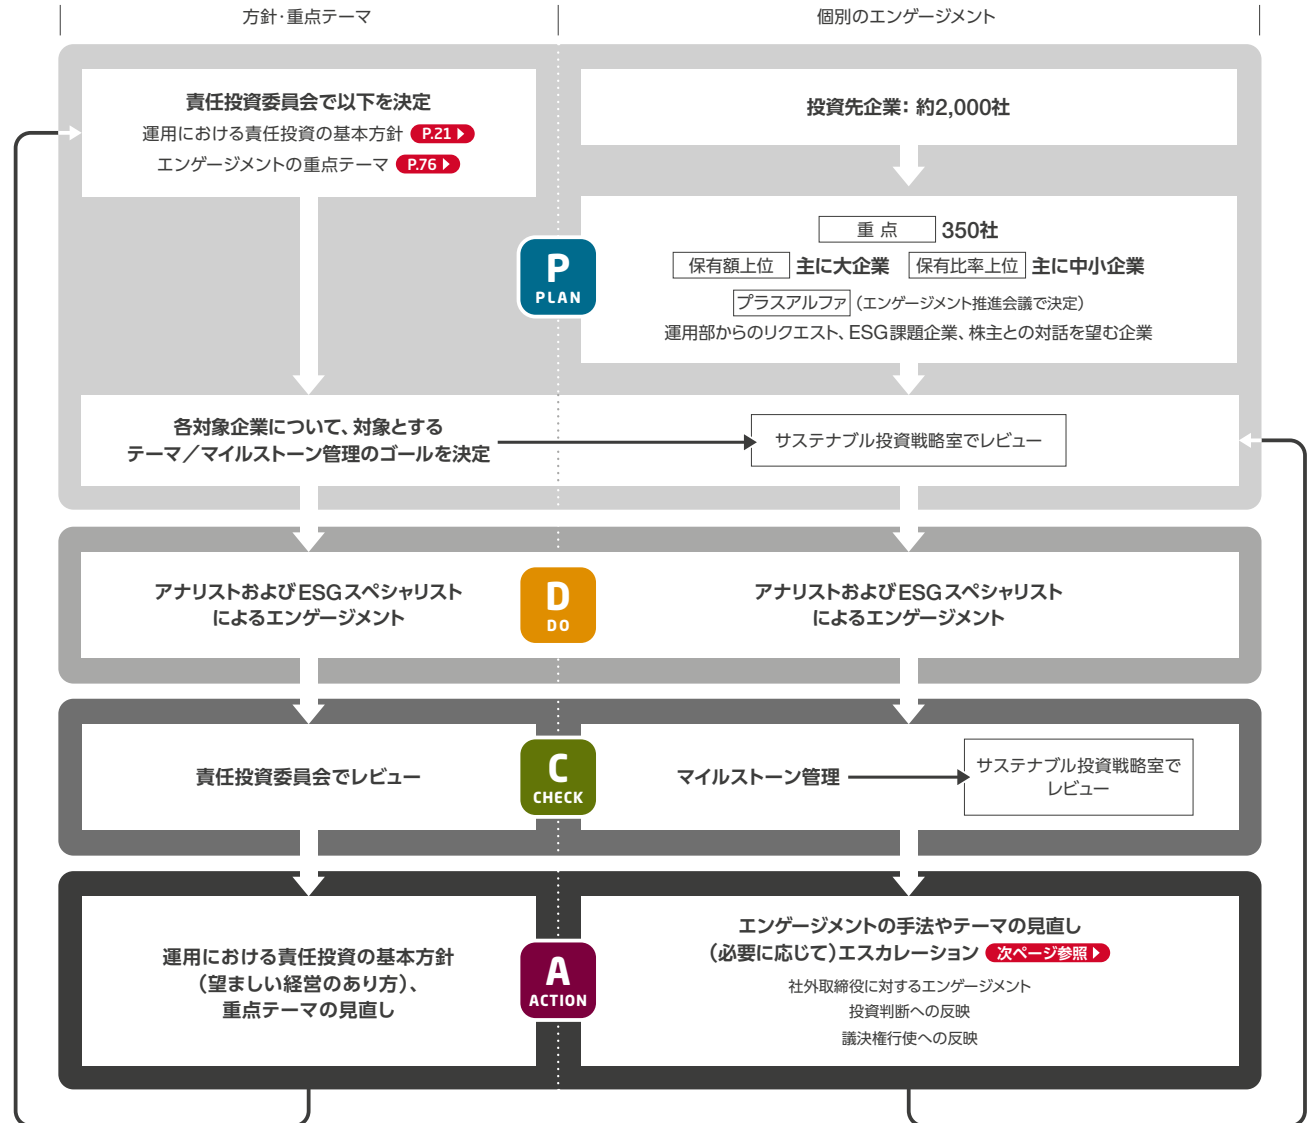 方針・重点テーマ
個別のエンゲージメント
責任投資委員会で以下を決定
運用における責任投資の基本方針 P.21
エンゲージメントの重点テーマ P.76
投資先企業：約2,000社
重 点 350社
保有額上位 主に大企業 保有比率上位 主に中小企業
プラスアルファ（エンゲージメント推進会議で決定）
運用部からのリクエスト、ESG課題企業、株主との対話を望む企業
P
PLAN
各対象企業について、対象とする
テーマ／マイルストーン管理のゴールを決定
サステナブル投資戦略室でレビュー
アナリストおよびESGスペシャリスト
によるエンゲージメント
D
DO
アナリストおよびESGスペシャリスト
によるエンゲージメント
責任投資委員会でレビュー
C
CHECK
マイルストーン管理
サステナブル投資戦略室で
レビュー
運用における責任投資の基本方針
（望ましい経営のあり方）、
重点テーマの見直し
A
ACTION
エンゲージメントの手法やテーマの見直し
（必要に応じて）エスカレーション 次ページ参照
社外取締役に対するエンゲージメント
投資判断への反映
議決権行使への反映